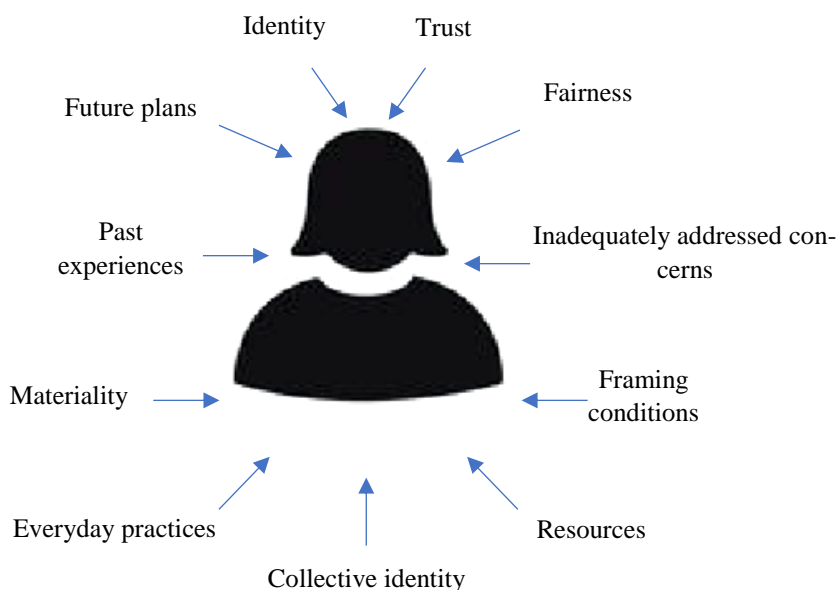 Identity
Trust
Future plans
Fairness
Past
experiences
Inadequately addressed con-
cerns
Materiality
Framing
conditions
Everyday practices
Resources
Collective identity